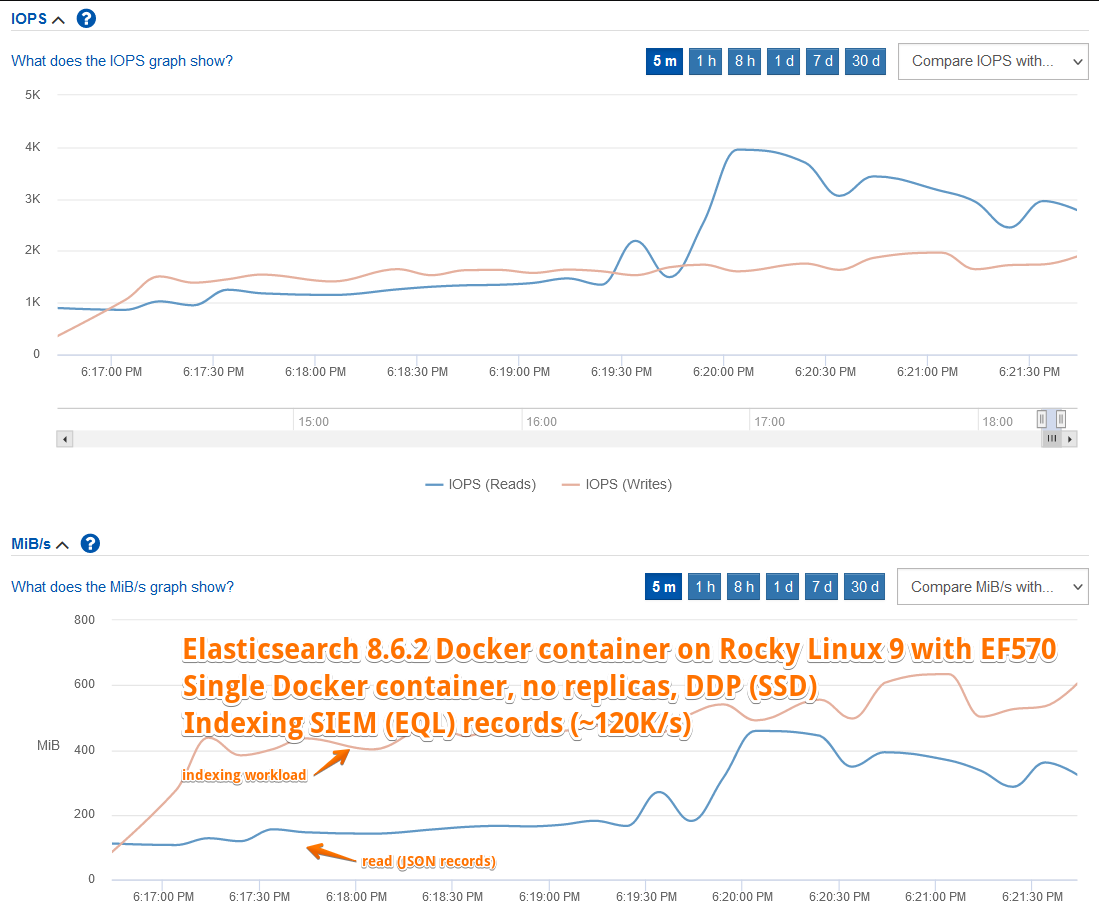 IOPS
?
What does the IOPS graph show?
5 m 1 h 8 h 1 d 7 d 30 d Compare IOPS with...
5K
4K
3K
2K
1K
0
6:17:00 PM 6:17:30 PM 6:18:00 PM 6:18:30 PM 6:19:00 PM 6:19:30 PM 6:20:00 PM 6:20:30 PM 6:21:00 PM 6:21:30 PM
15:00 16:00 17:00 18:00
IOPS (Reads) IOPS (Writes)
MiB/s
?
What does the MiB/s graph show?
5 m 1 h 8 h 1 d 7 d 30 d Compare MiB/s with...
800
Elasticsearch 8.6.2 Docker container on Rocky Linux 9 with EF570
600
Single Docker container, no replicas, DDP (SSD)
Indexing SIEM (EQL) records (~120K/s)
MiB
400
indexing workload
200
read (JSON records)
0
6:17:00 PM 6:17:30 PM 6:18:00 PM 6:18:30 PM 6:19:00 PM 6:19:30 PM 6:20:00 PM 6:20:30 PM 6:21:00 PM 6:21:30 PM